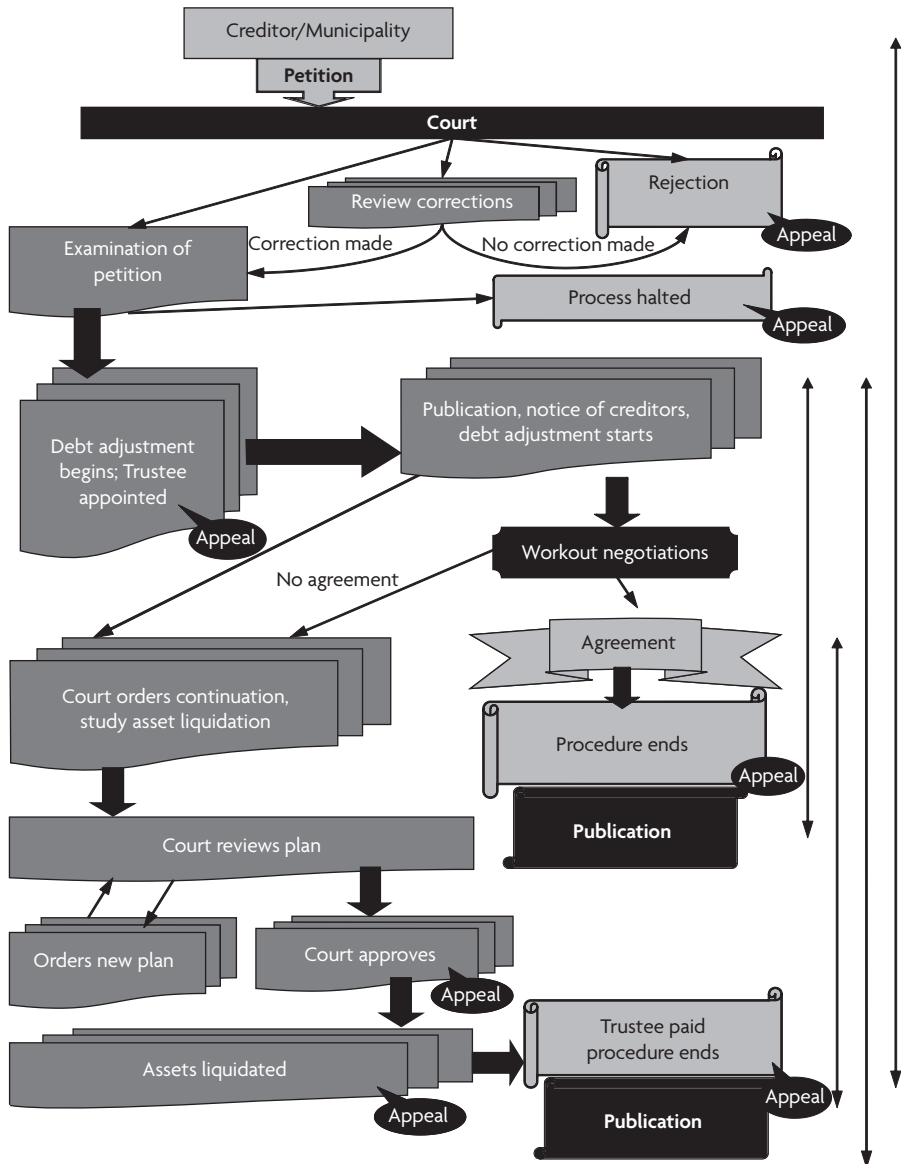 Creditor/Municipality
Petition
Court
Review corrections
Rejection
Appeal
Examination of
petition
Correction made
No correction made
Process halted
Appeal
Debt adjustment
begins; Trustee
appointed
Appeal
Publication, notice of creditors,
debt adjustment starts
Workout negotiations
No agreement
Agreement
Court orders continuation,
study asset liquidation
Procedure ends
Appeal
Publication
Court reviews plan
Orders new plan
Court approves
Appeal
Assets liquidated
Appeal
Trustee paid
procedure ends
Appeal
Publication